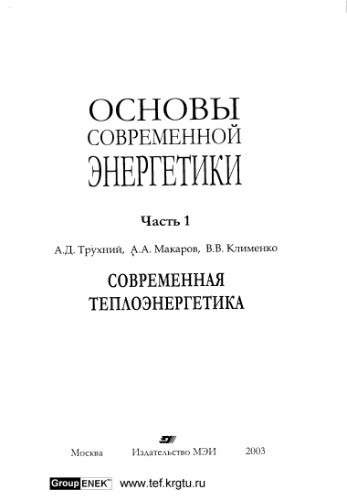 ОСНОВЫ
СОВРЕМЕННОЙ
ЭНЕРГЕТИКИ
Часть 1
А.Д. Трухний, А.А. Макаров, В.В. Клименко
СОВРЕМЕННАЯ
ТЕПЛОЭНЕРГЕТИКА
Москва Издательство МЭИ 2003
Group ENEK™ www.tef.krgtu.ru